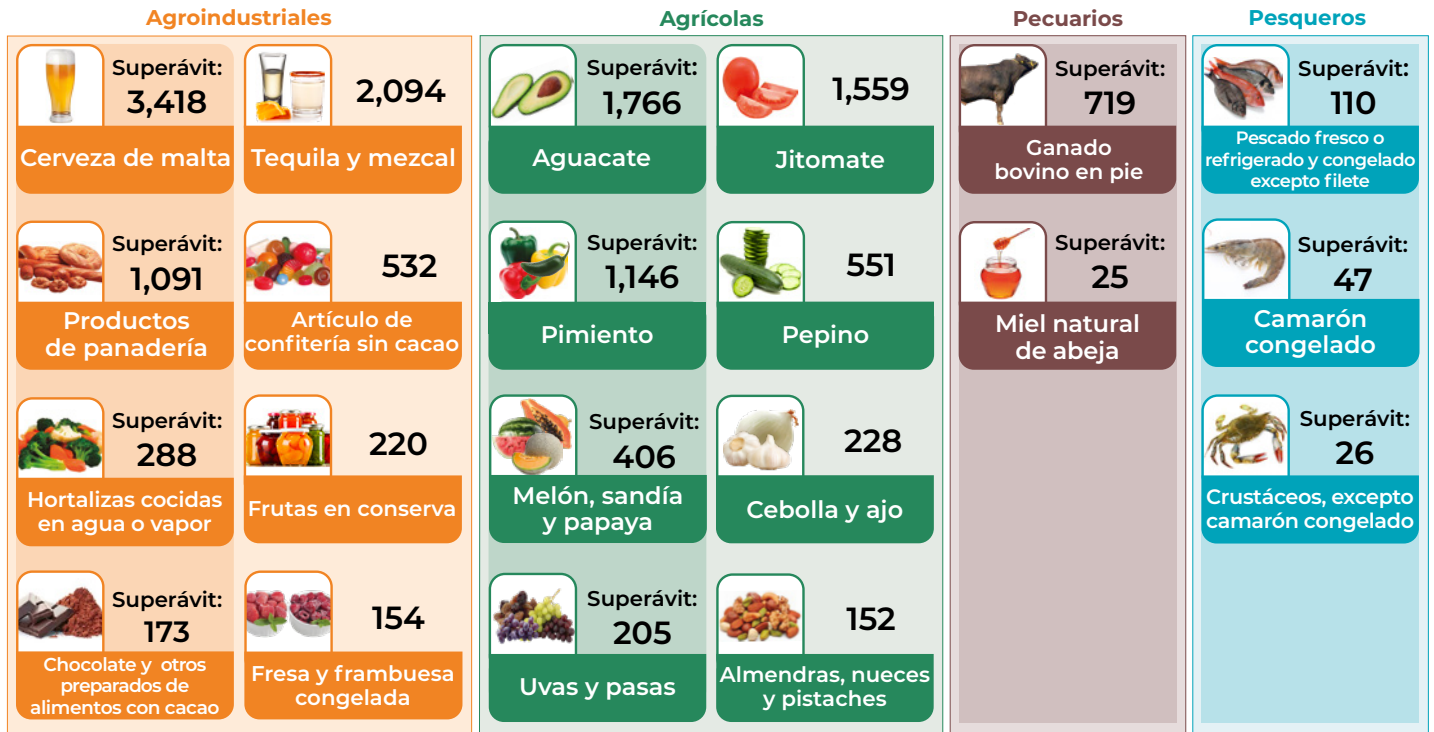 Agroindustriales
Superávit:
3,418
Cerveza de malta
2,094
Tequila y mezcal
Superávit:
1,091
Productos
de panadería
532
Artículo de
confitería sin cacao
Superávit:
288
Hortalizas cocidas
en agua o vapor
220
Frutas en conserva
Superávit:
173
Chocolate y otros
preparados de
alimentos con cacao
154
Fresa y frambuesa
congelada
Agrícolas
Superávit:
1,766
Aguacate
1,559
Jitomate
Superávit:
1,146
Pimiento
551
Pepino
Superávit:
406
Melón, sandía
y papaya
228
Cebolla y ajo
Superávit:
205
Uvas y pasas
152
Almendras, nueces
y pistaches
Pecuarios
Superávit:
719
Ganado
bovino en pie
Superávit:
25
Miel natural
de abeja
Pesqueros
Superávit:
110
Pescado fresco o
refrigerado y congelado
excepto filete
Superávit:
47
Camarón
congelado
Superávit:
26
Crustáceos, excepto
camarón congelado